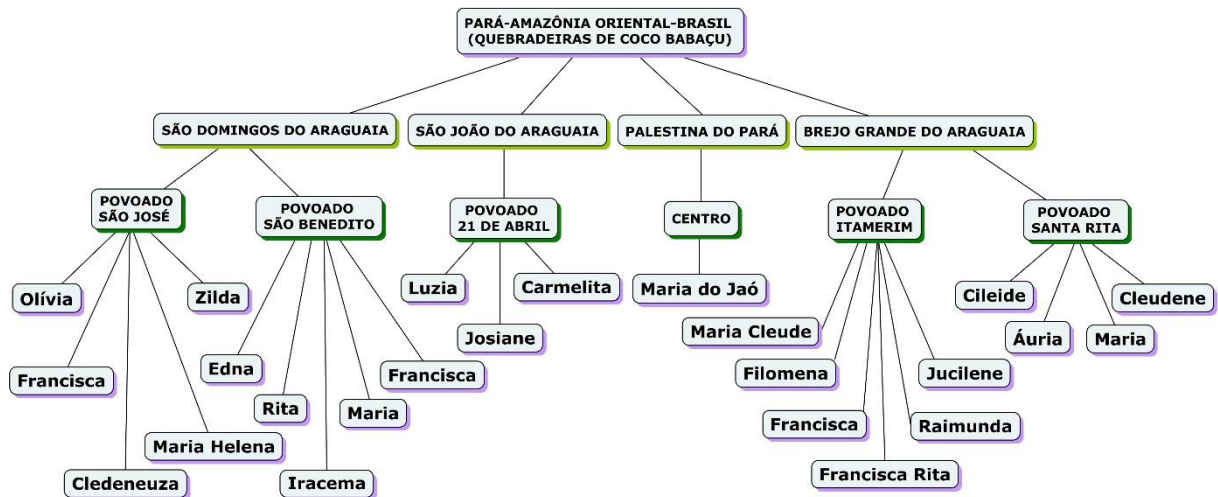 PARÁ-AMAZÔNIA ORIENTAL-BRASIL
(QUEBRADEIRAS DE COCO BABAÇU)
SÃO DOMINGOS DO ARAGUAIA
SÃO JOÃO DO ARAGUAIA
PALESTINA DO PARÁ
BREJO GRANDE DO ARAGUAIA
POVOADO
SÃO JOSÉ
POVOADO
SÃO BENEDITO
POVOADO
21 DE ABRIL
CENTRO
POVOADO
ITAMERIM
POVOADO
SANTA RITA
Olívia
Zilda
Francisca
Maria Helena
Cledeneuza
Edna
Francisca
Rita
Maria
Iracema
Luzia
Carmelita
Josiane
Maria do Jaó
Maria Cleude
Filomena
Jucilene
Francisca
Raimunda
Francisca Rita
Cileide
Cleudene
Áuria
Maria